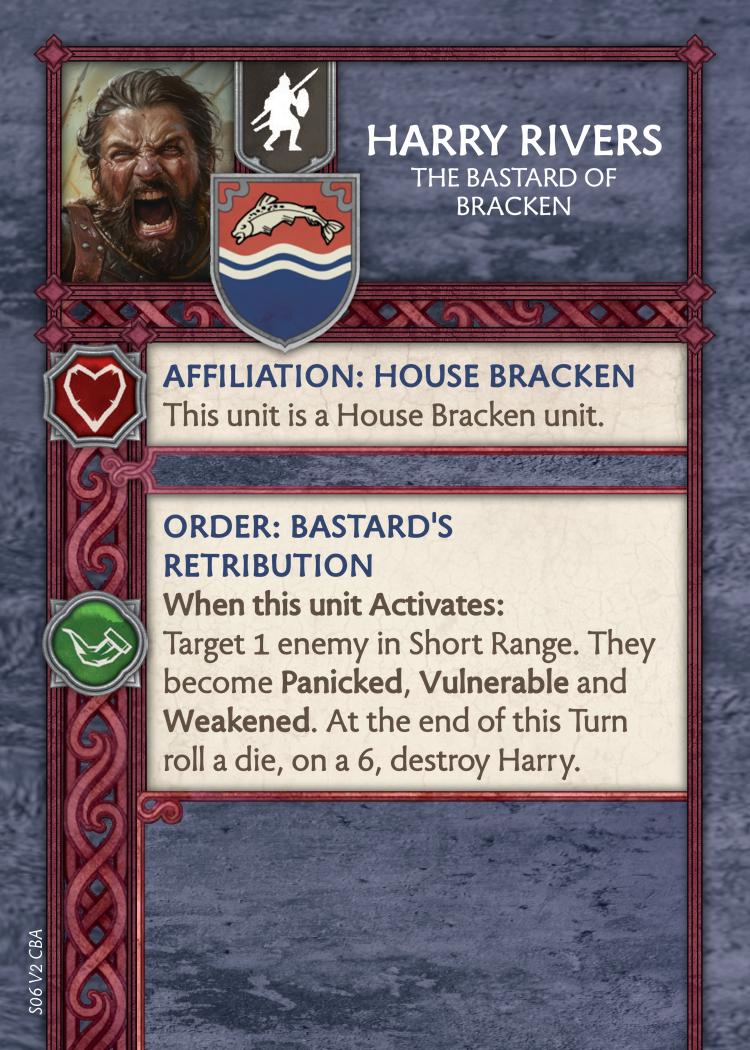 HARRY RIVERS
THE BASTARD OF
BRACKEN
AFFILIATION: HOUSE BRACKEN
This unit is a House Bracken unit.
ORDER: BASTARD'S
RETRIBUTION
When this unit Activates:
Target 1 enemy in Short Range. They
become Panicked, Vulnerable and
Weakened. At the end of this Turn
roll a die, on a 6, destroy Harry.
S06 V2 CBA